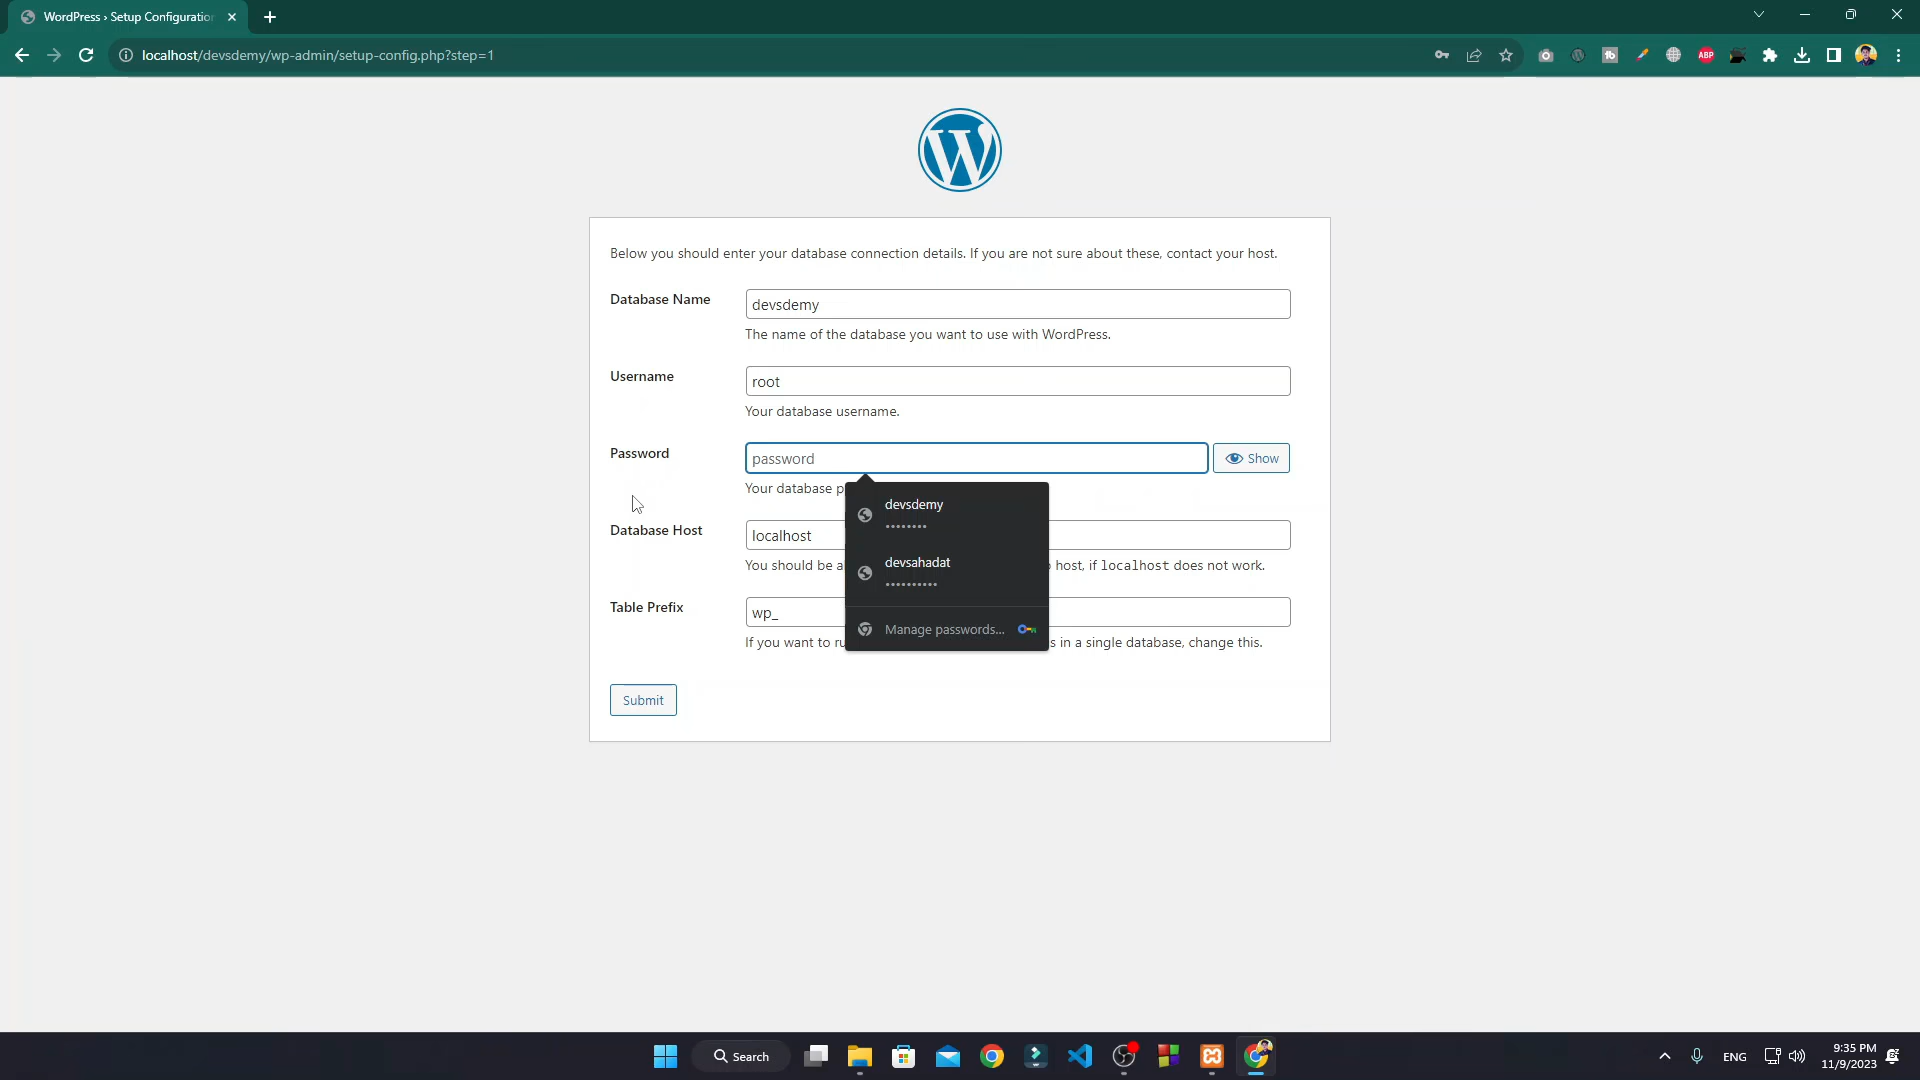 WordPress › Setup Configuration
localhost/devsdemy/wp-admin/setup-config.php?step=1
ABP
Below you should enter your database connection details. If you are not sure about these, contact your host.
Database Name
devsdemy
The name of the database you want to use with WordPress.
Username
root
Your database username.
Password
password
Show
Your database p
devsdemy
••••••••
Database Host
localhost
devsahadat
••••••••••
You should be a
host, if localhost does not work.
Table Prefix
wp_
Manage passwords...
If you want to ru
s in a single database, change this.
Submit
Search
ENG
9:35 PM
11/9/2023